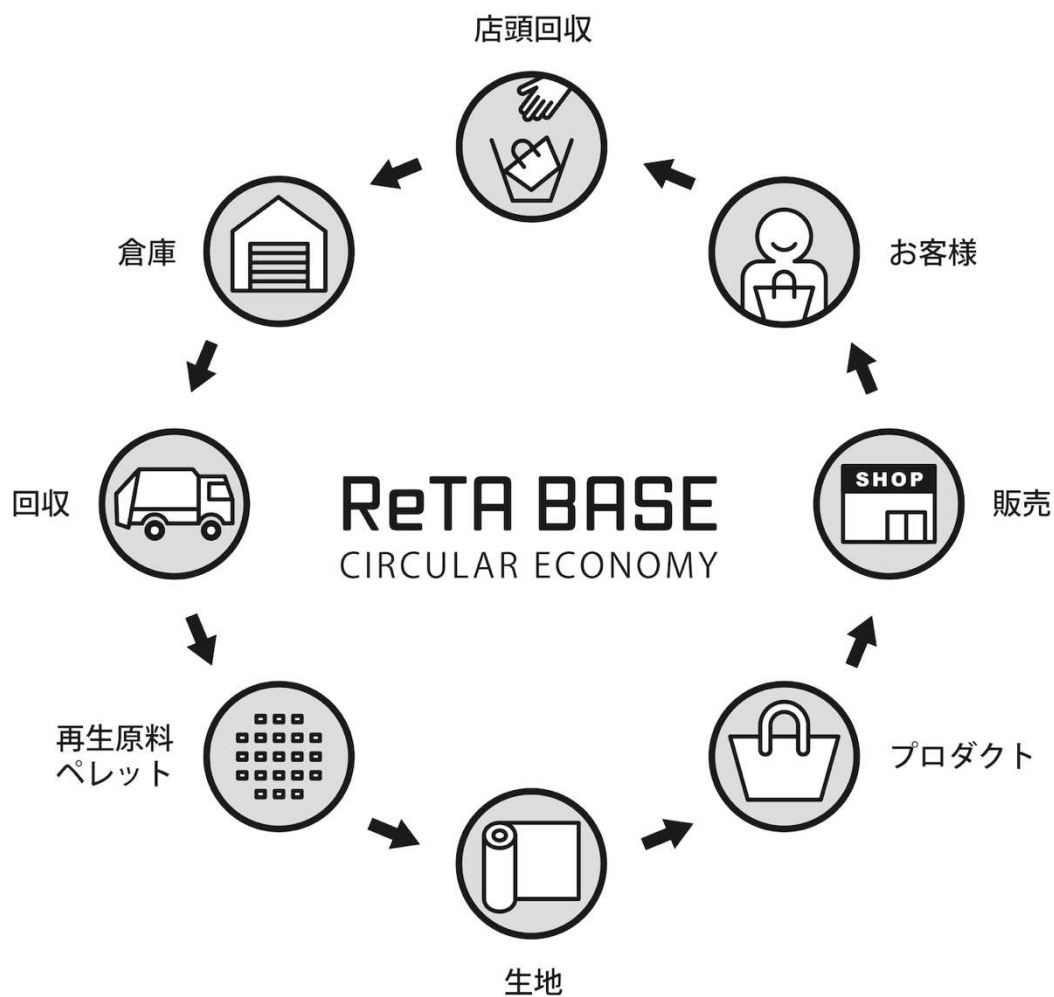 店頭回収
倉庫
お客様
回収
SHOP
販売
ReTA BASE
CIRCULAR ECONOMY
再生原料
ペレット
プロダクト
生地